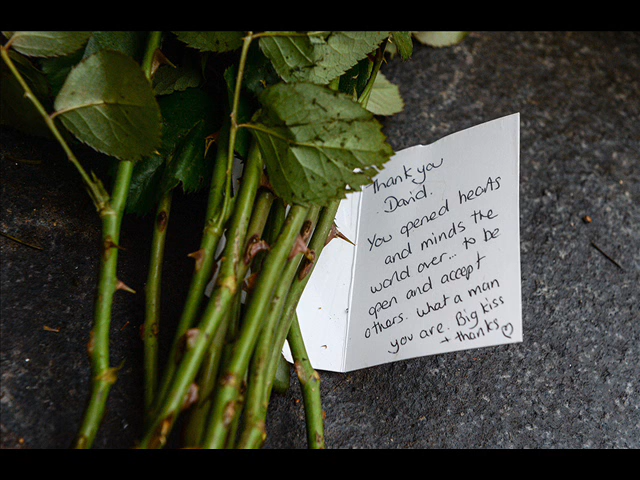 Thank you
David.
You opened hearts
and minds the
world over... to be
open and accept
others. What a man
you are. Big kiss
+ thanks ♡